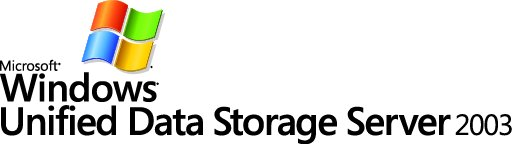 Microsoft®
Windows®
Unified Data Storage Server 2003